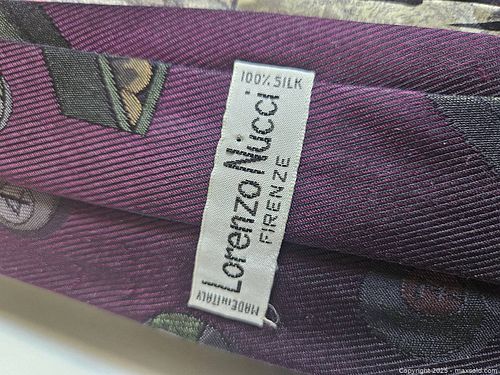 100% SILK
Lorenzo Nucci
FIRENZE
MADE IN ITALY
Copyright 2025 - maxsold.com